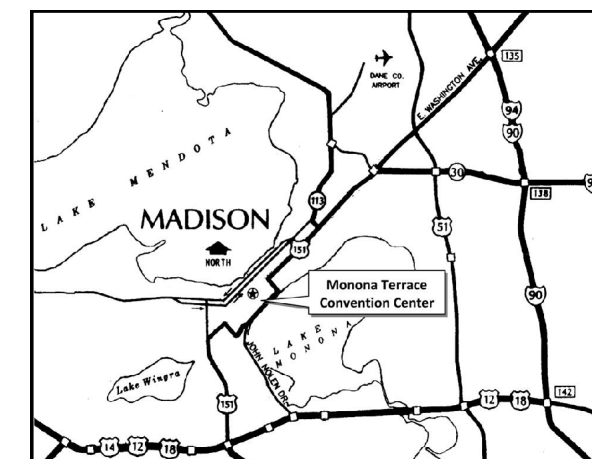 135
DANE CO.
AIRPORT
E. WASHINGTON AVE.
94
90
LAKE MENDOTA
30
138
113
MADISON
51
NORTH
151
Monona Terrace
Convention Center
90
LAKE
MONONA
JOHN NOLEN DR.
Lake Wingra
151
12
18
142
14
12
18